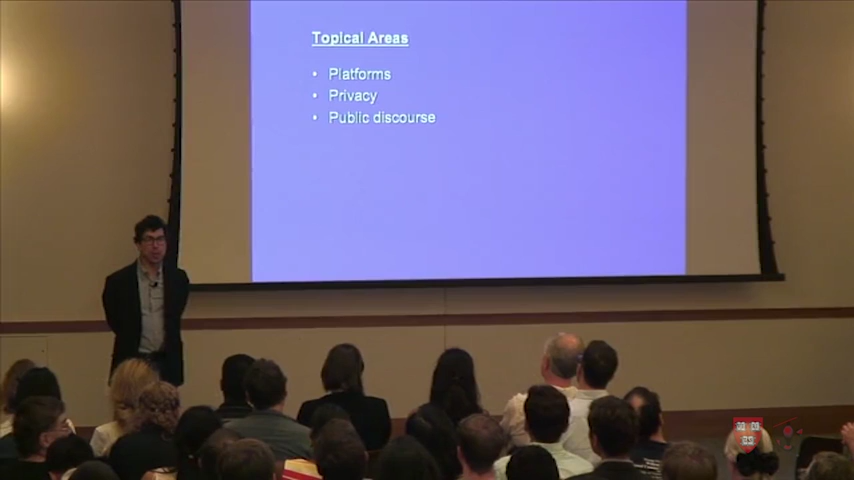 Topical Areas
• Platforms
• Privacy
• Public discourse